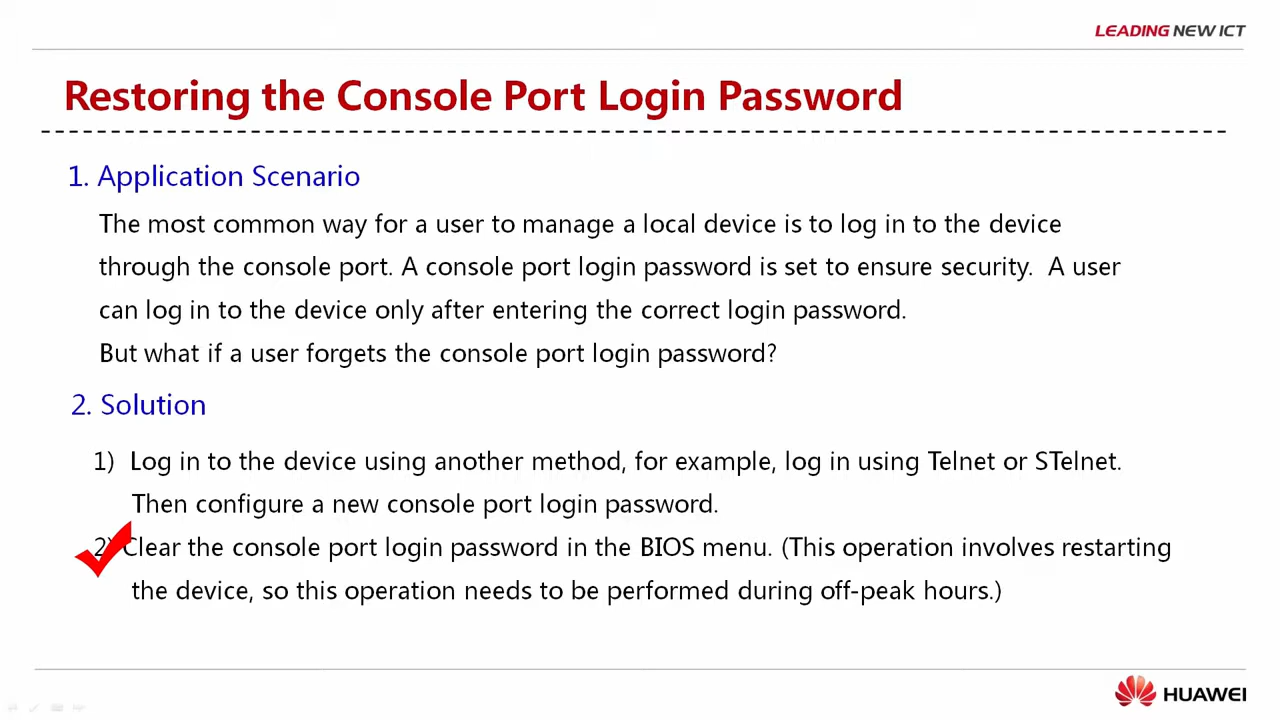 LEADING NEW ICT
Restoring the Console Port Login Password
1. Application Scenario
The most common way for a user to manage a local device is to log in to the device
through the console port. A console port login password is set to ensure security. A user
can log in to the device only after entering the correct login password.
But what if a user forgets the console port login password?
2. Solution
1) Log in to the device using another method, for example, log in using Telnet or STelnet.
Then configure a new console port login password.
2) Clear the console port login password in the BIOS menu. (This operation involves restarting
the device, so this operation needs to be performed during off-peak hours.)
HUAWEI